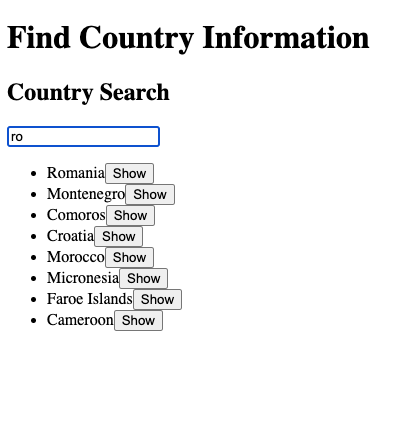 Find Country Information
Country Search
ro
Romania Show
Montenegro Show
Comoros Show
Croatia Show
Morocco Show
Micronesia Show
Faroe Islands Show
Cameroon Show